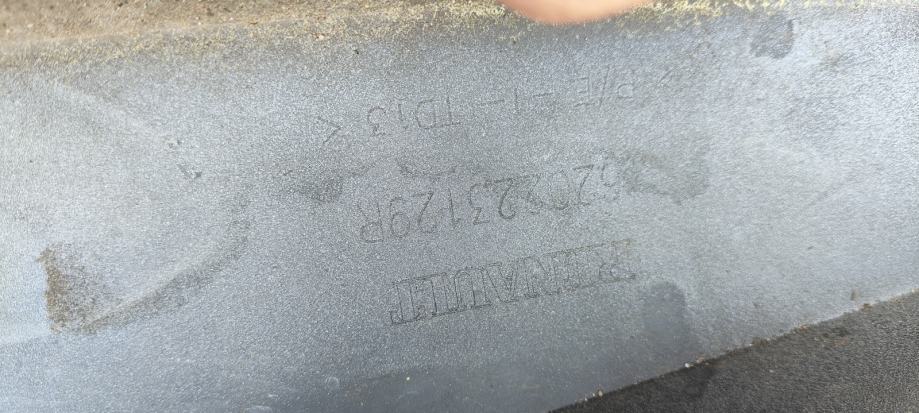 RENAULT
620223129R
>P/E -I- TD13<